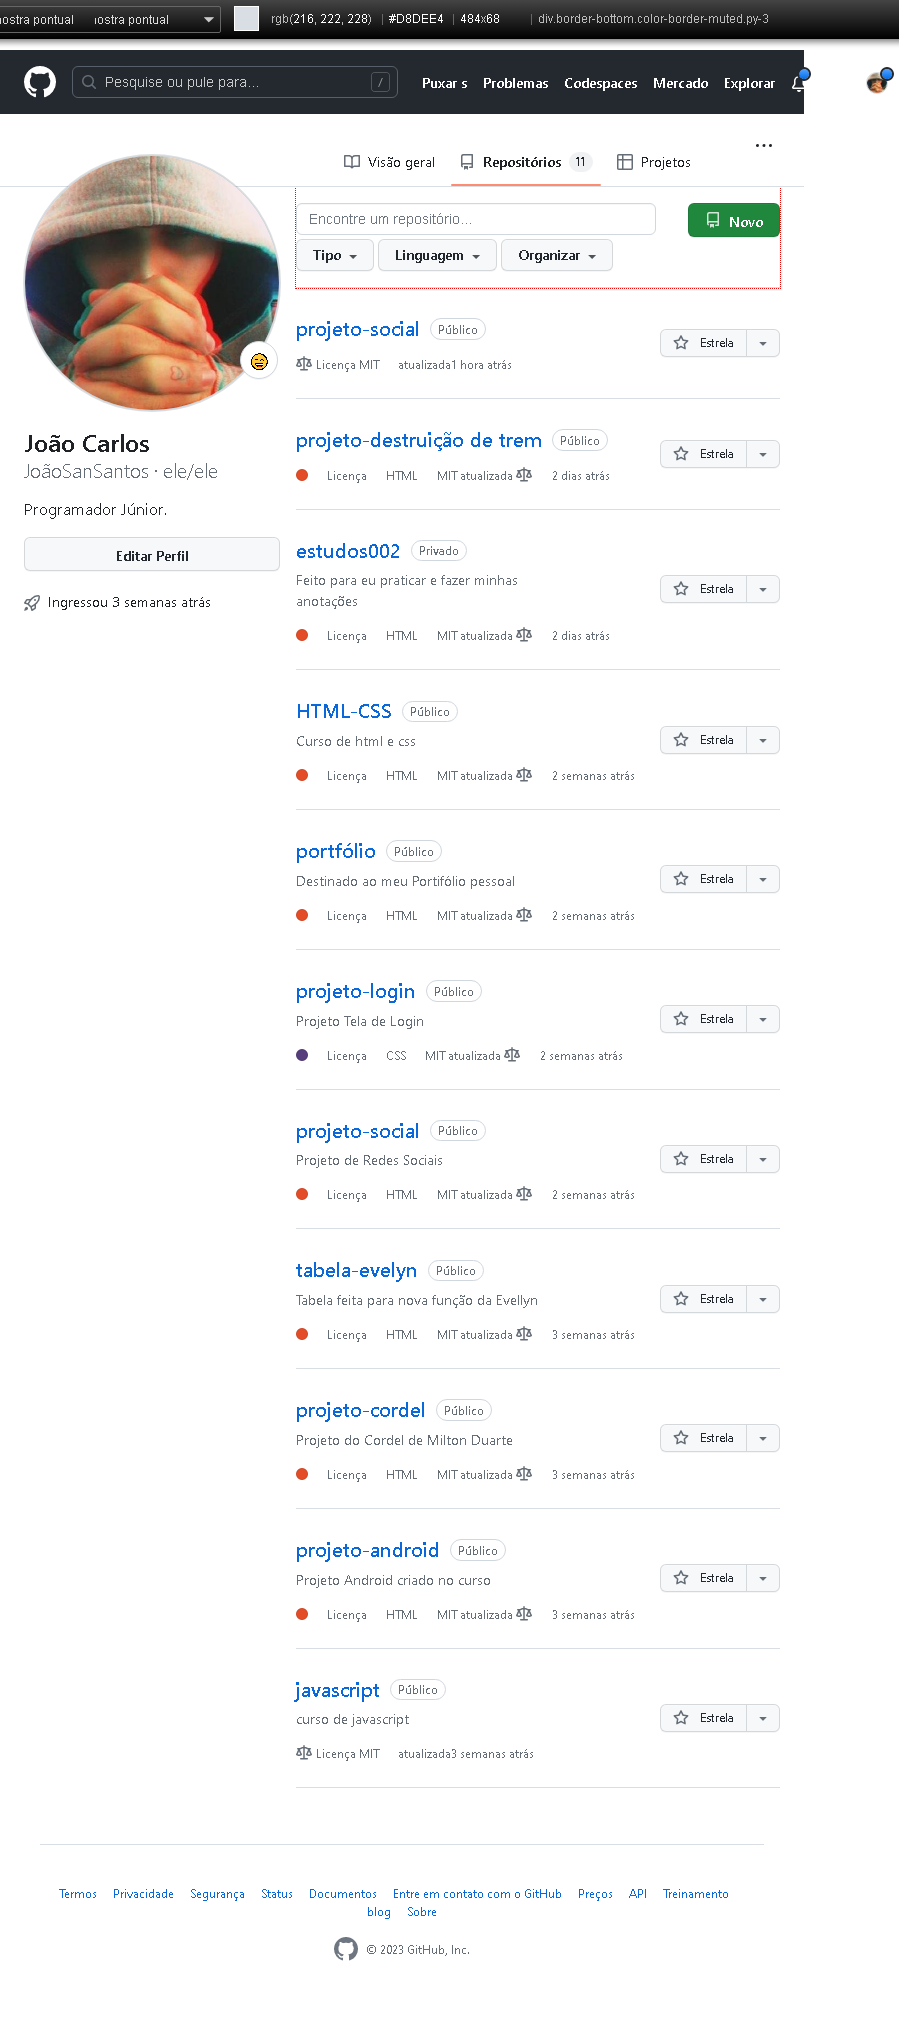 nostra pontual nostra pontual rgb(216, 222, 228) | #D8DEE4 | 484x68 | div.border-bottom.color-border-muted.py-3
Pesquise ou pule para... / Puxar s Problemas Codespaces Mercado Explorar
Visão geral Repositórios 11 Projetos
Encontre um repositório... Novo
Tipo Linguagem Organizar
projeto-social Público
Estrela
Licença MIT atualizada1 hora atrás
João Carlos
JoãoSanSantos · ele/ele
Programador Júnior.
Editar Perfil
Ingressou 3 semanas atrás
projeto-destruição de trem Público
Estrela
Licença HTML MIT atualizada 2 dias atrás
estudos002 Privado
Feito para eu praticar e fazer minhas
anotações
Estrela
Licença HTML MIT atualizada 2 dias atrás
HTML-CSS Público
Curso de html e css
Estrela
Licença HTML MIT atualizada 2 semanas atrás
portfólio Público
Destinado ao meu Portifólio pessoal
Estrela
Licença HTML MIT atualizada 2 semanas atrás
projeto-login Público
Projeto Tela de Login
Estrela
Licença CSS MIT atualizada 2 semanas atrás
projeto-social Público
Projeto de Redes Sociais
Estrela
Licença HTML MIT atualizada 2 semanas atrás
tabela-evelyn Público
Tabela feita para nova função da Evellyn
Estrela
Licença HTML MIT atualizada 3 semanas atrás
projeto-cordel Público
Projeto do Cordel de Milton Duarte
Estrela
Licença HTML MIT atualizada 3 semanas atrás
projeto-android Público
Projeto Android criado no curso
Estrela
Licença HTML MIT atualizada 3 semanas atrás
javascript Público
curso de javascript
Estrela
Licença MIT atualizada3 semanas atrás
Termos Privacidade Segurança Status Documentos Entre em contato com o GitHub Preços API Treinamento
blog Sobre
© 2023 GitHub, Inc.